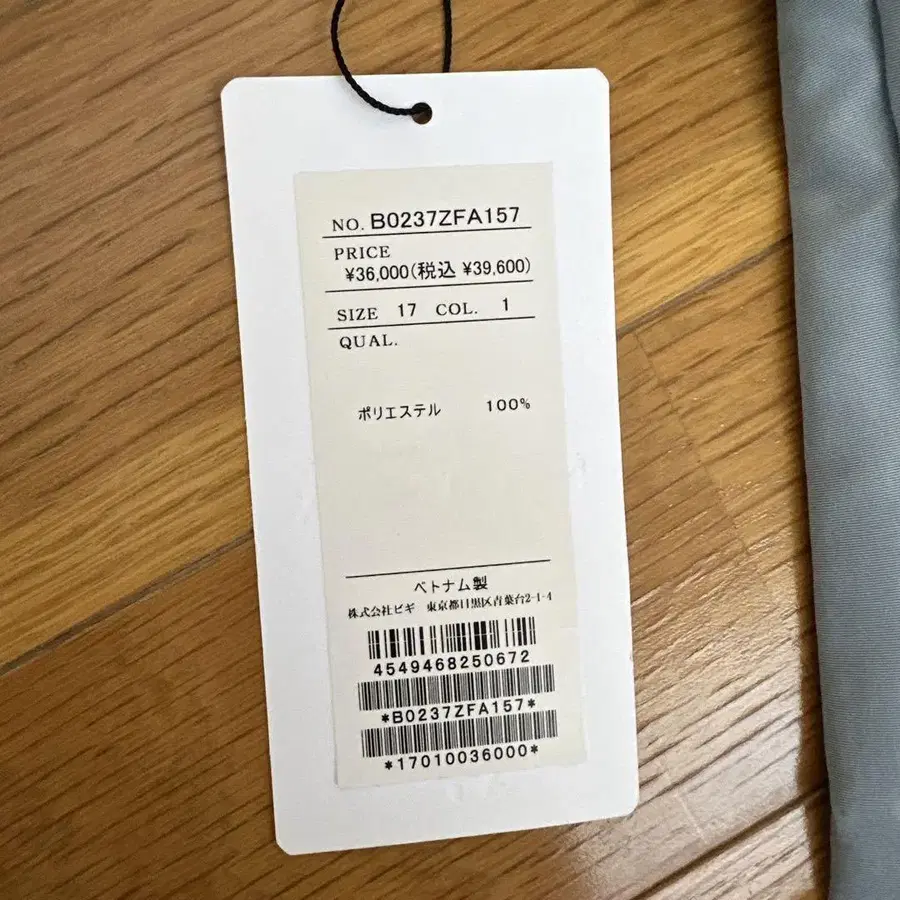 NO. B0237ZFA157
PRICE
¥36,000(税込 ¥39,600)
SIZE 17 COL. 1
QUAL.
ポリエステル 100%
ベトナム製
株式会社ビギ 東京都目黒区青葉台2-1-4
4549468250672
*B0237ZFA157*
*17010036000*